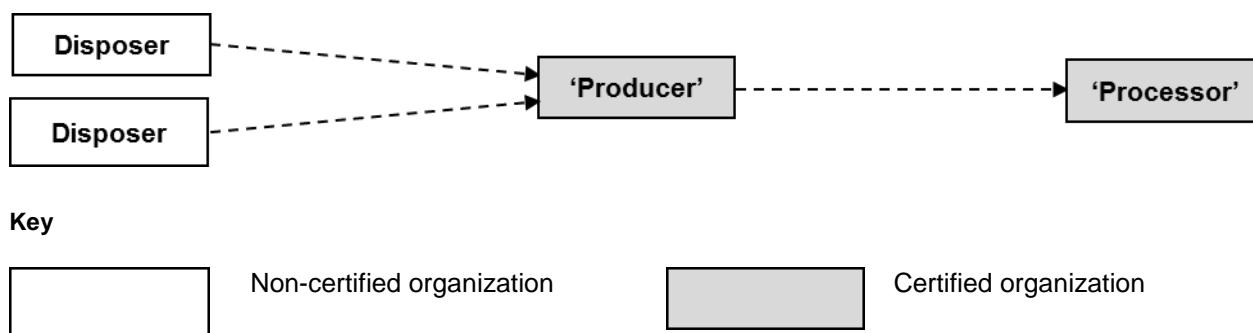 Disposer
‘Producer’
‘Processor’
Disposer
Key
Non-certified organization
Certified organization